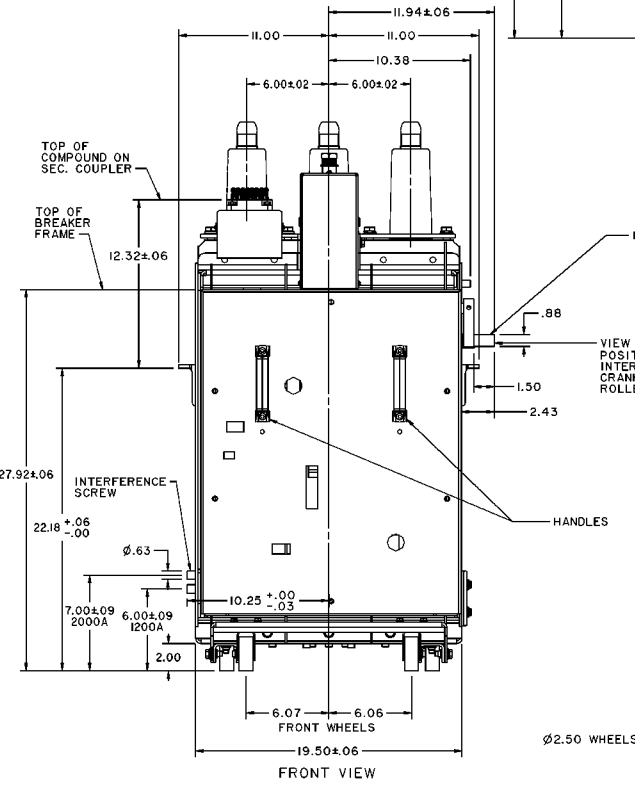 11.94±.06
11.00
11.00
10.38
6.00±.02
6.00±.02
TOP OF
COMPOUND ON
SEC. COUPLER
TOP OF
BREAKER
FRAME
12.32±.06
.88
VIEW
POSIT
INTER
CRANK
ROLLE
1.50
2.43
27.92±.06
INTERFERENCE
SCREW
22.18 +.06
-.00
HANDLES
Ø.63
10.25 +.00
-.03
7.00±.09
2000A
6.00±.09
1200A
2.00
6.07
6.06
FRONT WHEELS
19.50±.06
Ø2.50 WHEELS
FRONT VIEW